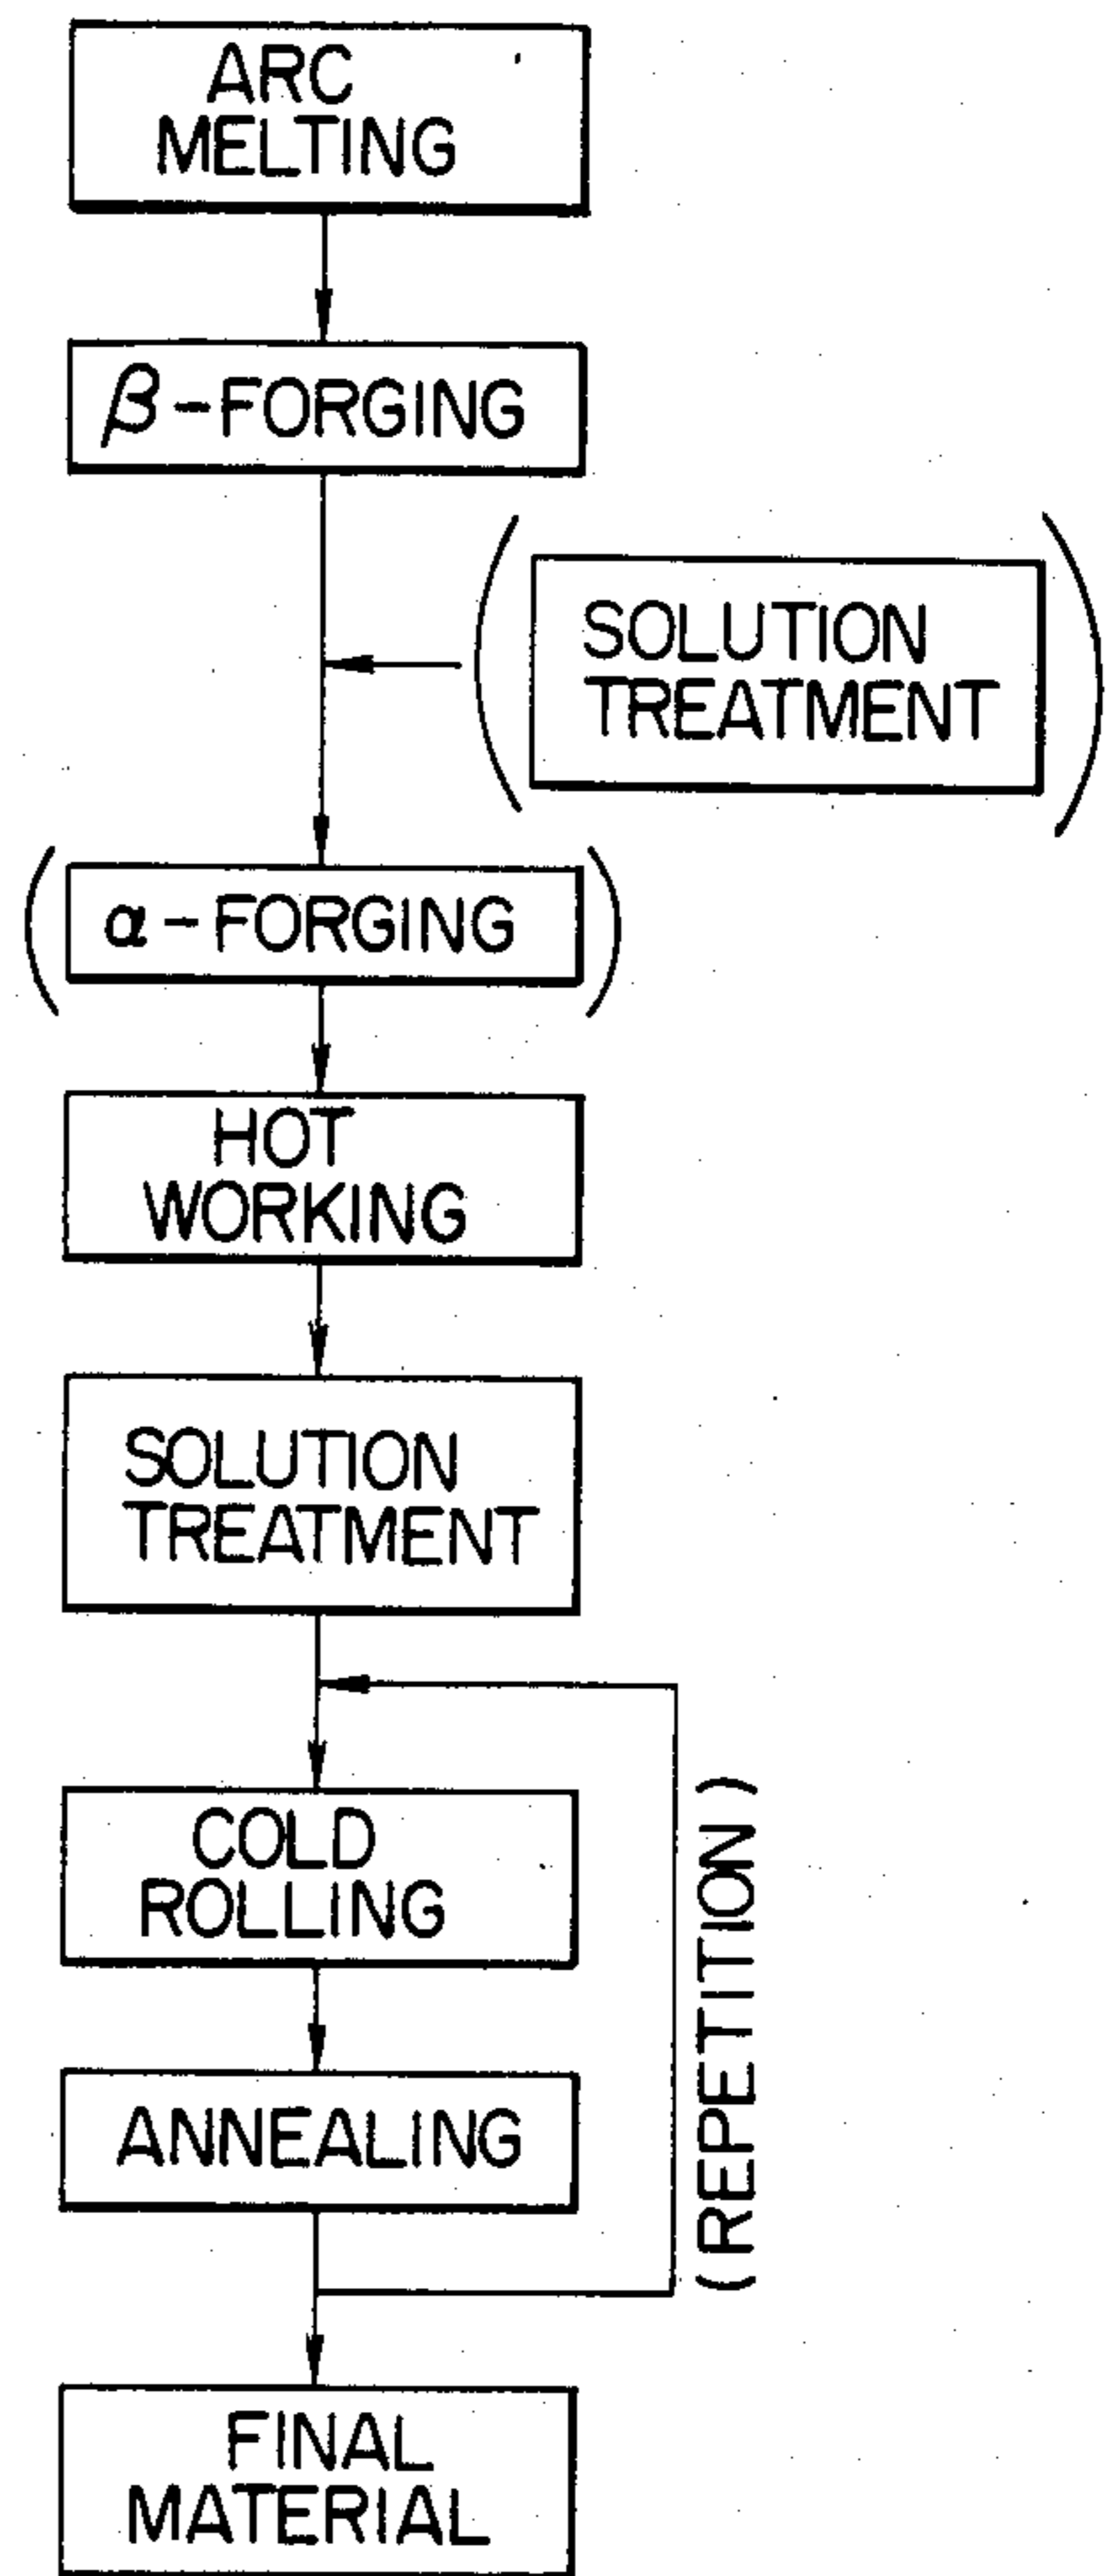 ARC
MELTING
β-FORGING
SOLUTION
TREATMENT
α-FORGING
HOT
WORKING
SOLUTION
TREATMENT
COLD
ROLLING
ANNEALING
(REPETITION)
FINAL
MATERIAL